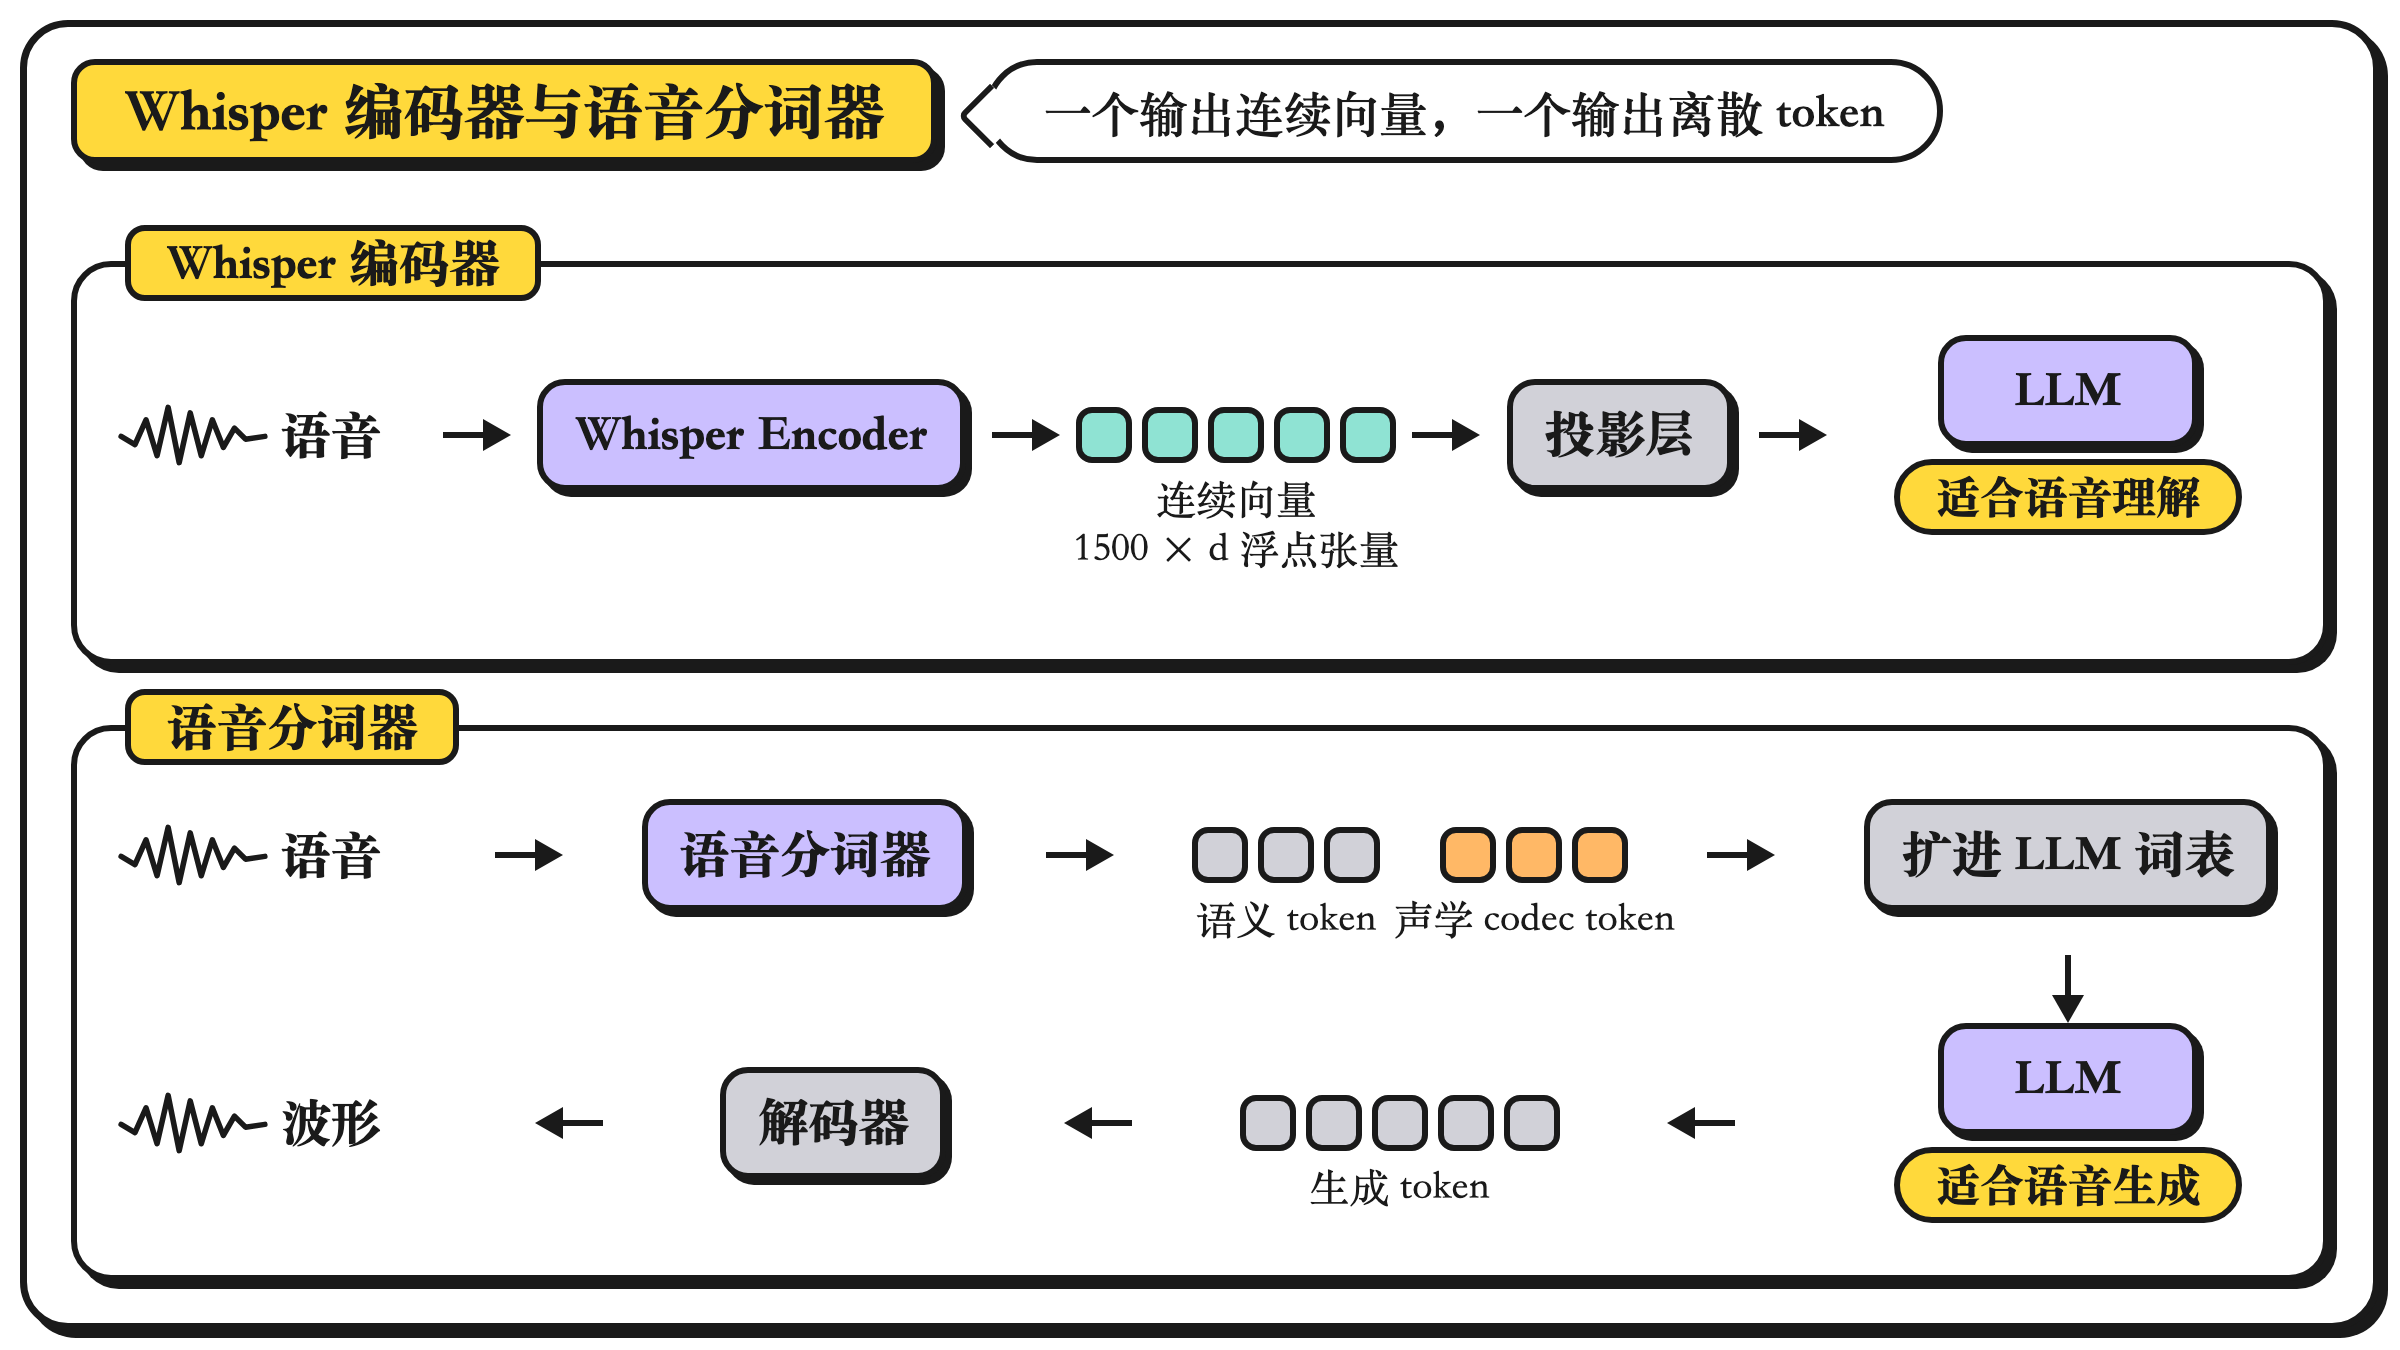 Whisper 编码器与语音分词器
一个输出连续向量，一个输出离散 token
Whisper 编码器
语音
Whisper Encoder
连续向量
1500 × d 浮点张量
投影层
LLM
适合语音理解
语音分词器
语音
语音分词器
语义 token
声学 codec token
扩进 LLM 词表
LLM
适合语音生成
生成 token
解码器
波形